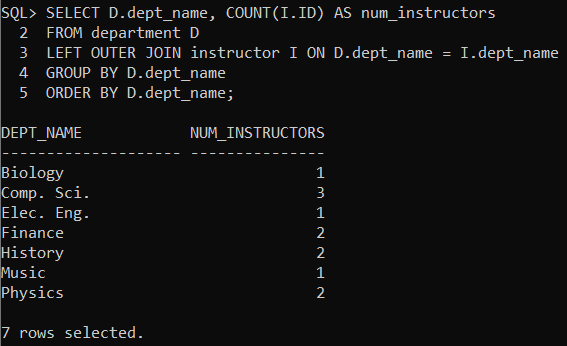 SQL> SELECT D.dept_name, COUNT(I.ID) AS num_instructors
  2  FROM department D
  3  LEFT OUTER JOIN instructor I ON D.dept_name = I.dept_name
  4  GROUP BY D.dept_name
  5  ORDER BY D.dept_name;

DEPT_NAME            NUM_INSTRUCTORS
-------------------- ---------------
Biology                            1
Comp. Sci.                         3
Elec. Eng.                         1
Finance                            2
History                            2
Music                              1
Physics                            2

7 rows selected.